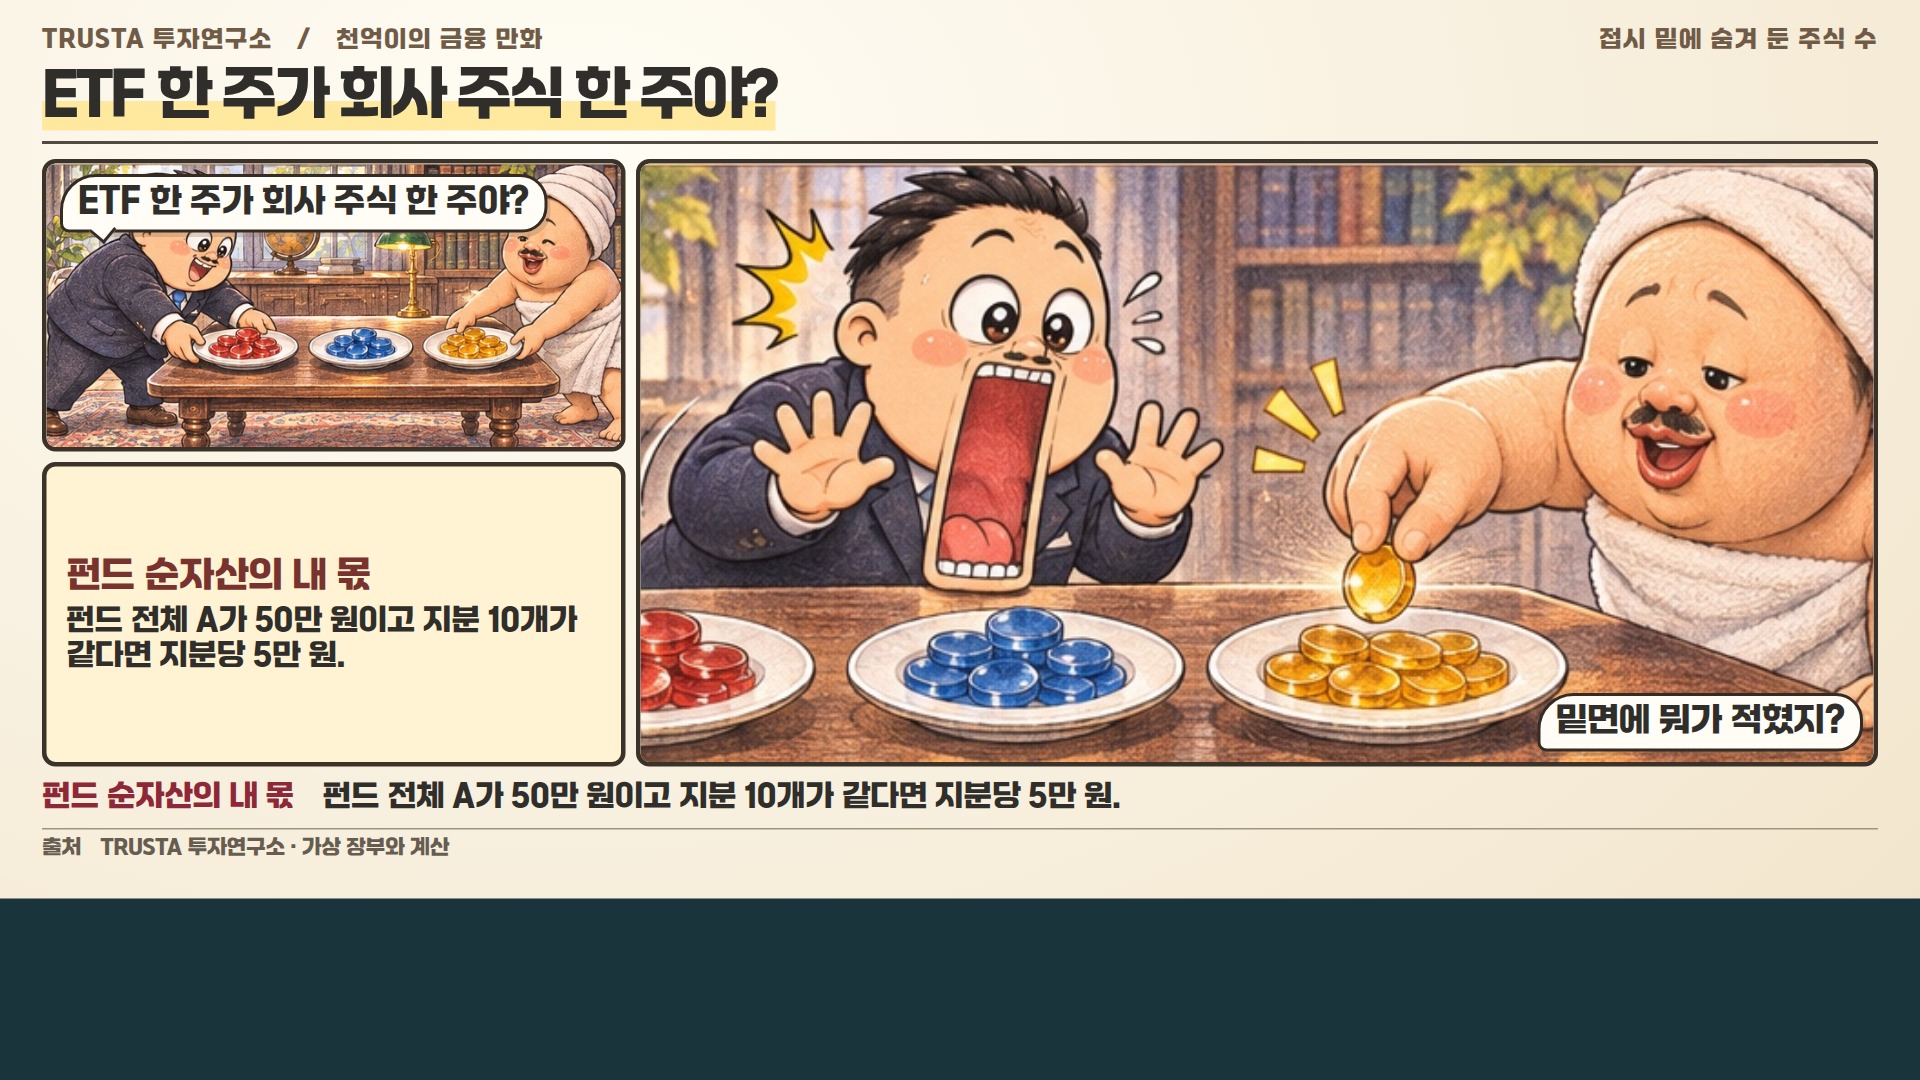 TRUSTA 투자연구소 / 천억이의 금융 만화
접시 밑에 숨겨 둔 주식 수
ETF 한 주가 회사 주식 한 주야?
ETF 한 주가 회사 주식 한 주야?
펀드 순자산의 내 몫
펀드 전체 A가 50만 원이고 지분 10개가
같다면 지분당 5만 원.
밑면에 뭐가 적혔지?
펀드 순자산의 내 몫 펀드 전체 A가 50만 원이고 지분 10개가 같다면 지분당 5만 원.
출처 TRUSTA 투자연구소 · 가상 장부와 계산